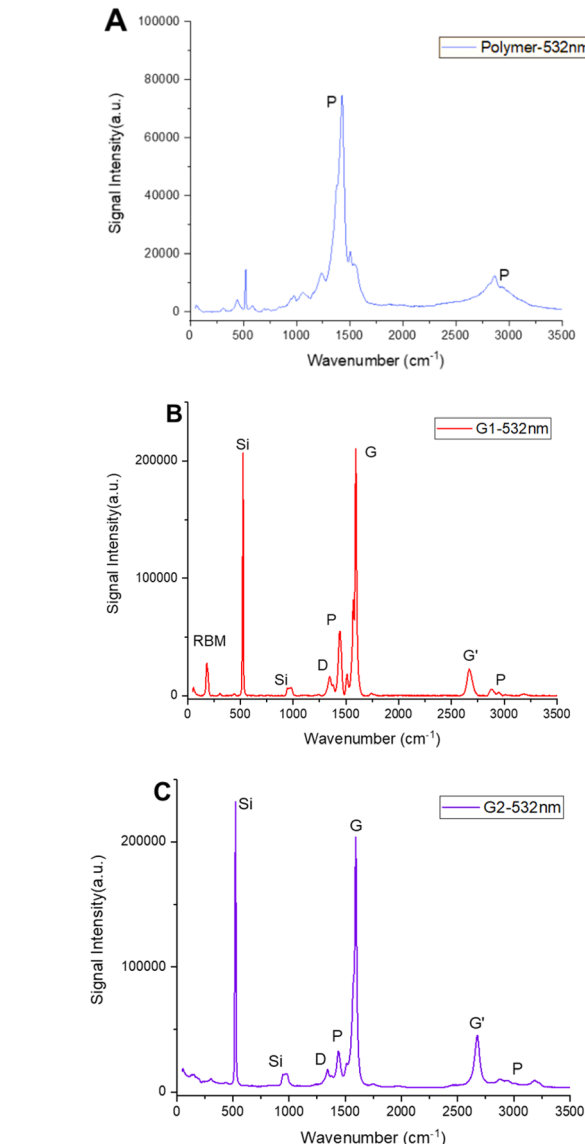 A
100000
Polymer-532nm
80000
P
60000
Signal Intensity(a.u.)
40000
20000
P
0
0 500 1000 1500 2000 2500 3000 3500
Wavenumber (cm⁻¹)
B
G1-532nm
Si
G
200000
Signal Intensity(a.u.)
100000
P
RBM
D
G'
Si
P
0
0 500 1000 1500 2000 2500 3000 3500
Wavenumber (cm⁻¹)
C
Si
G2-532nm
G
200000
Signal Intensity(a.u.)
100000
P
G'
Si
D
P
0
0 500 1000 1500 2000 2500 3000 3500
Wavenumber (cm⁻¹)